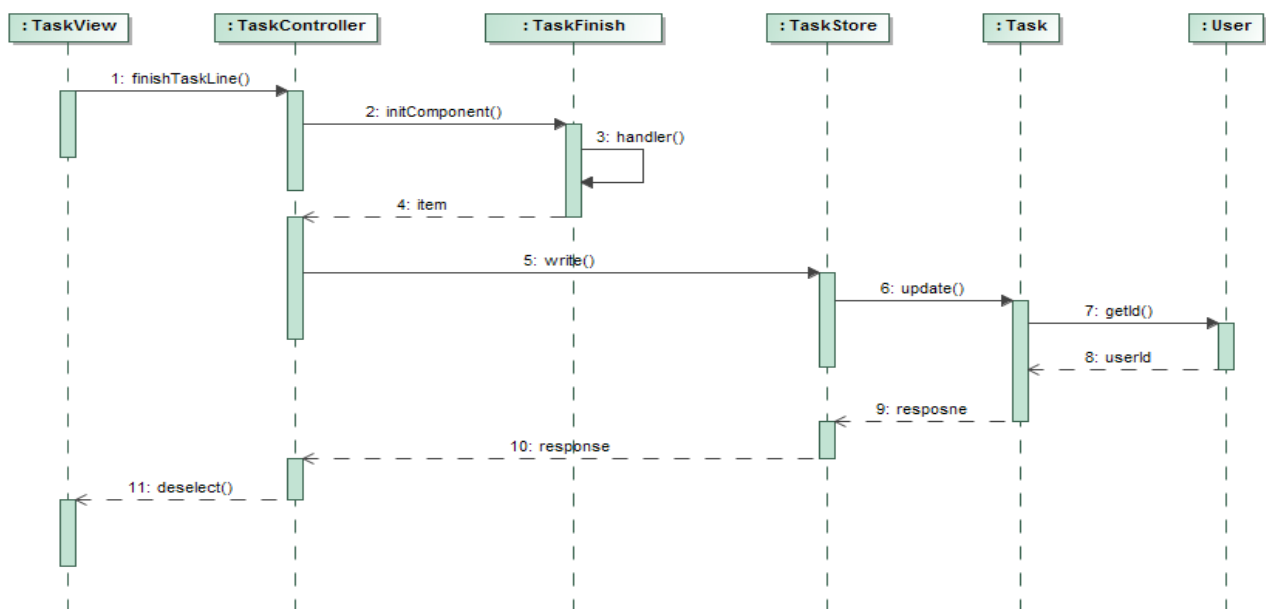 : TaskView
: TaskController
: TaskFinish
: TaskStore
: Task
: User
1: finishTaskLine()
2: initComponent()
3: handler()
4: item
5: write()
6: update()
7: getId()
8: userId
9: resposne
10: response
11: deselect()